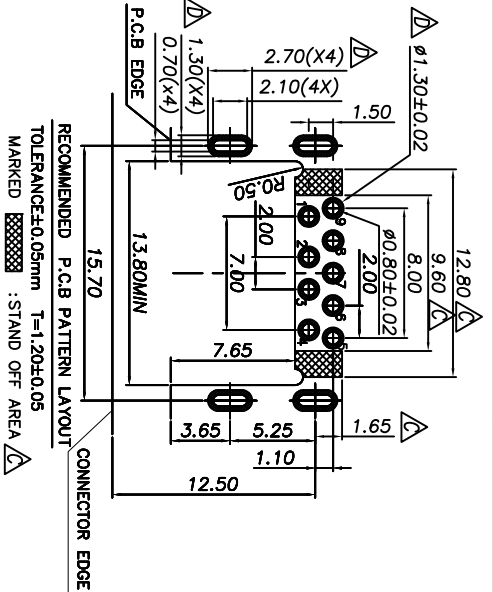 12.80 C
9.60 C
8.00
2.00
ø0.80±0.02
D ø1.30±0.02
1.50
D 2.70(X4)
2.10(4X)
D 1.30(X4)
0.70(x4)
P.C.B EDGE
9
8
7
6
5
1
2
3
4
R0.50
2.00
7.00
13.80MIN
15.70
7.65
3.65
5.25
1.65 C
1.10
12.50
CONNECTOR EDGE
RECOMMENDED P.C.B PATTERN LAYOUT
TOLERANCE±0.05mm T=1.20±0.05
MARKED :STAND OFF AREA C